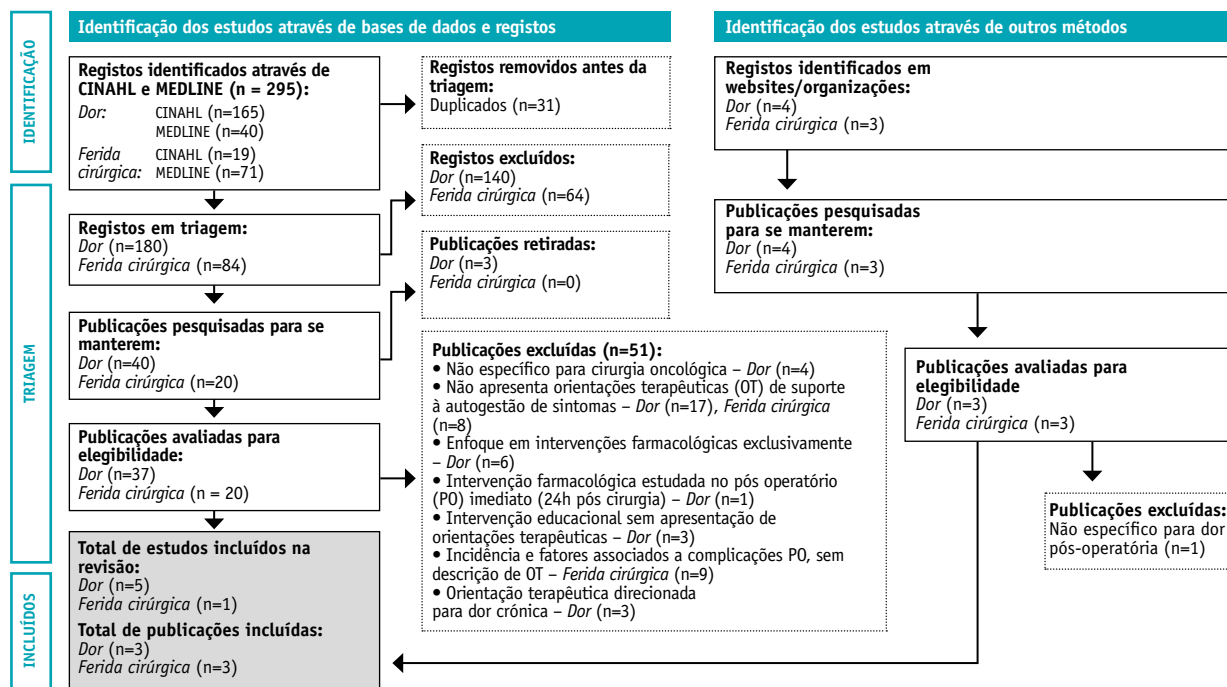 Identificação dos estudos através de bases de dados e registos
Identificação dos estudos através de outros métodos
IDENTIFICAÇÃO
Registos identificados através de
CINAHL e MEDLINE (n = 295):
Dor: CINAHL (n=165)
MEDLINE (n=40)
Ferida CINAHL (n=19)
cirúrgica: MEDLINE (n=71)
Registos removidos antes da
triagem:
Duplicados (n=31)
Registos identificados em
websites/organizações:
Dor (n=4)
Ferida cirúrgica (n=3)
TRIAGEM
Registos em triagem:
Dor (n=180)
Ferida cirúrgica (n=84)
Registos excluídos:
Dor (n=140)
Ferida cirúrgica (n=64)
Publicações pesquisadas
para se manterem:
Dor (n=4)
Ferida cirúrgica (n=3)
Publicações pesquisadas para se
manterem:
Dor (n=40)
Ferida cirúrgica (n=20)
Publicações retiradas:
Dor (n=3)
Ferida cirúrgica (n=0)
Publicações avaliadas para
elegibilidade:
Dor (n=37)
Ferida cirúrgica (n = 20)
Publicações excluídas (n=51):
• Não específico para cirurgia oncológica – Dor (n=4)
• Não apresenta orientações terapêuticas (OT) de suporte
à autogestão de sintomas – Dor (n=17), Ferida cirúrgica
(n=8)
• Enfoque em intervenções farmacológicas exclusivamente
– Dor (n=6)
• Intervenção farmacológica estudada no pós operatório
(PO) imediato (24h pós cirurgia) – Dor (n=1)
• Intervenção educacional sem apresentação de
orientações terapêuticas – Dor (n=3)
• Incidência e fatores associados a complicações PO, sem
descrição de OT – Ferida cirúrgica (n=9)
• Orientação terapêutica direcionada
para dor crónica – Dor (n=3)
Publicações avaliadas para
elegibilidade
Dor (n=3)
Ferida cirúrgica (n=3)
Publicações excluídas:
Não específico para dor
pós-operatória (n=1)
INCLUÍDOS
Total de estudos incluídos na
revisão:
Dor (n=5)
Ferida cirúrgica (n=1)
Total de publicações incluídas:
Dor (n=3)
Ferida cirúrgica (n=3)